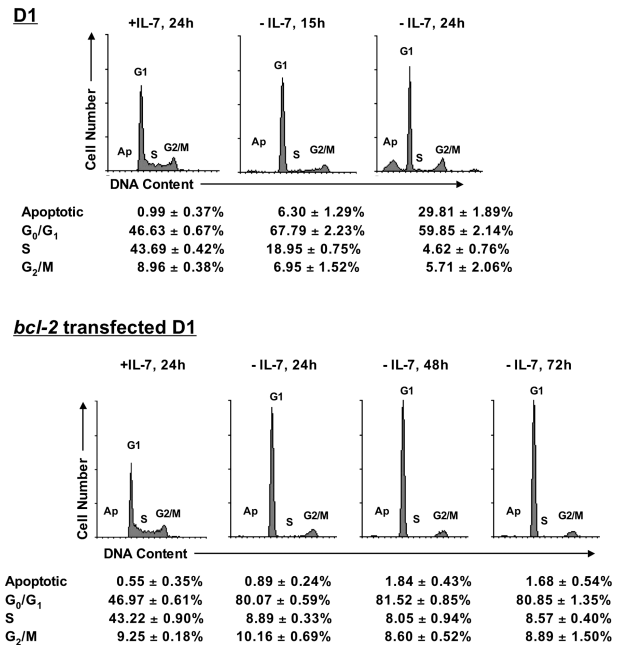 D1
+IL-7, 24h - IL-7, 15h - IL-7, 24h
Cell Number
G1 G1 G1
Ap S G2/M Ap S G2/M Ap S G2/M
DNA Content
Apoptotic 0.99 ± 0.37% 6.30 ± 1.29% 29.81 ± 1.89%
G0/G1 46.63 ± 0.67% 67.79 ± 2.23% 59.85 ± 2.14%
S 43.69 ± 0.42% 18.95 ± 0.75% 4.62 ± 0.76%
G2/M 8.96 ± 0.38% 6.95 ± 1.52% 5.71 ± 2.06%
bcl-2 transfected D1
+IL-7, 24h - IL-7, 24h - IL-7, 48h - IL-7, 72h
Cell Number
G1 G1 G1 G1
Ap S G2/M Ap S G2/M Ap S G2/M Ap S G2/M
DNA Content
Apoptotic 0.55 ± 0.35% 0.89 ± 0.24% 1.84 ± 0.43% 1.68 ± 0.54%
G0/G1 46.97 ± 0.61% 80.07 ± 0.59% 81.52 ± 0.85% 80.85 ± 1.35%
S 43.22 ± 0.90% 8.89 ± 0.33% 8.05 ± 0.94% 8.57 ± 0.40%
G2/M 9.25 ± 0.18% 10.16 ± 0.69% 8.60 ± 0.52% 8.89 ± 1.50%